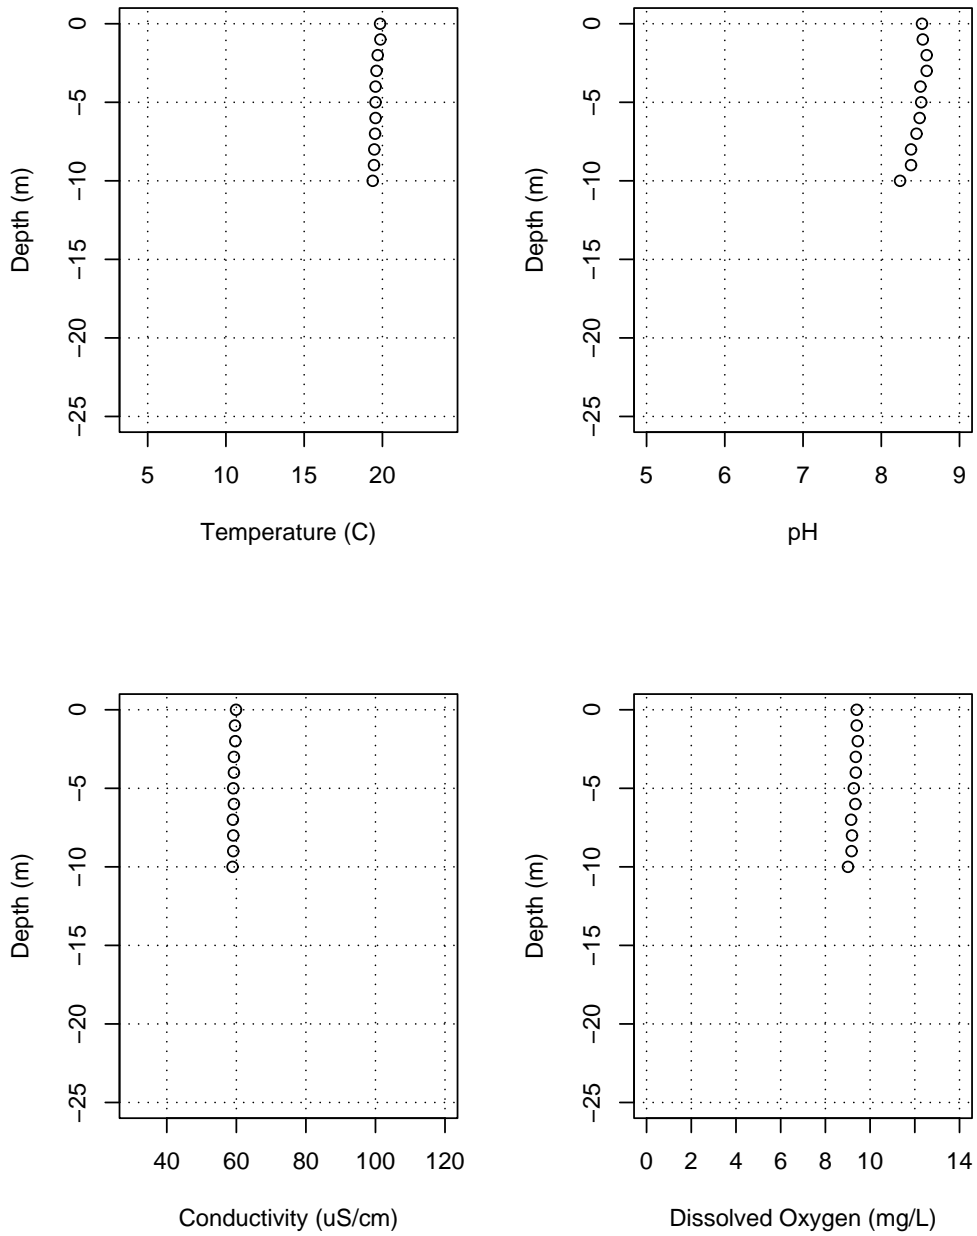 0
−5
−10
−15
−20
−25
Depth (m)
5 10 15 20
Temperature (C)
0
−5
−10
−15
−20
−25
Depth (m)
5 6 7 8 9
pH
0
−5
−10
−15
−20
−25
Depth (m)
40 60 80 100 120
Conductivity (uS/cm)
0
−5
−10
−15
−20
−25
Depth (m)
0 2 4 6 8 10 14
Dissolved Oxygen (mg/L)